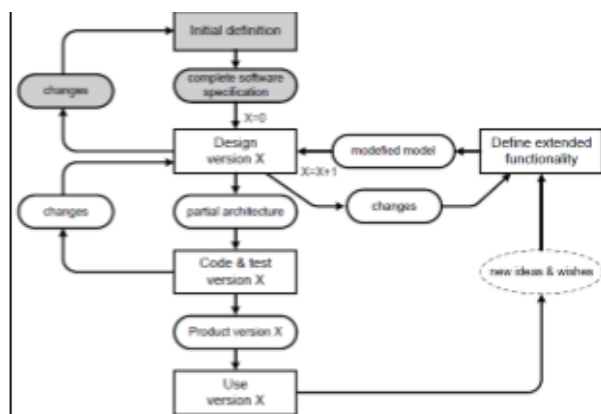 Initial definition
changes
complete software
specification
X=0
Design
version X
modefied model
Define extended
functionality
X=X+1
changes
partial architecture
changes
Code & test
version X
new ideas & wishes
Product version X
Use
version X